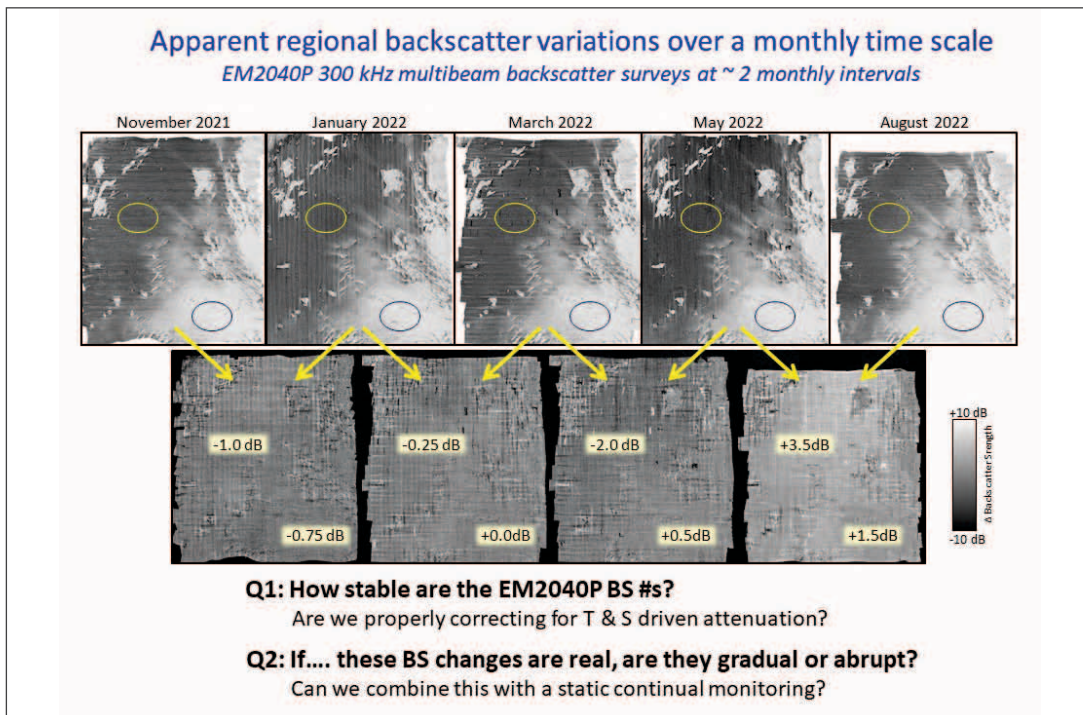 Apparent regional backscatter variations over a monthly time scale
EM2040P 300 kHz multibeam backscatter surveys at ~ 2 monthly intervals
November 2021
January 2022
March 2022
May 2022
August 2022
-1.0 dB
-0.25 dB
-2.0 dB
+3.5dB
-0.75 dB
+0.0dB
+0.5dB
+1.5dB
+10 dB
Δ Backscatter Srength
-10 dB
Q1: How stable are the EM2040P BS #s?
Are we properly correcting for T & S driven attenuation?
Q2: If.... these BS changes are real, are they gradual or abrupt?
Can we combine this with a static continual monitoring?